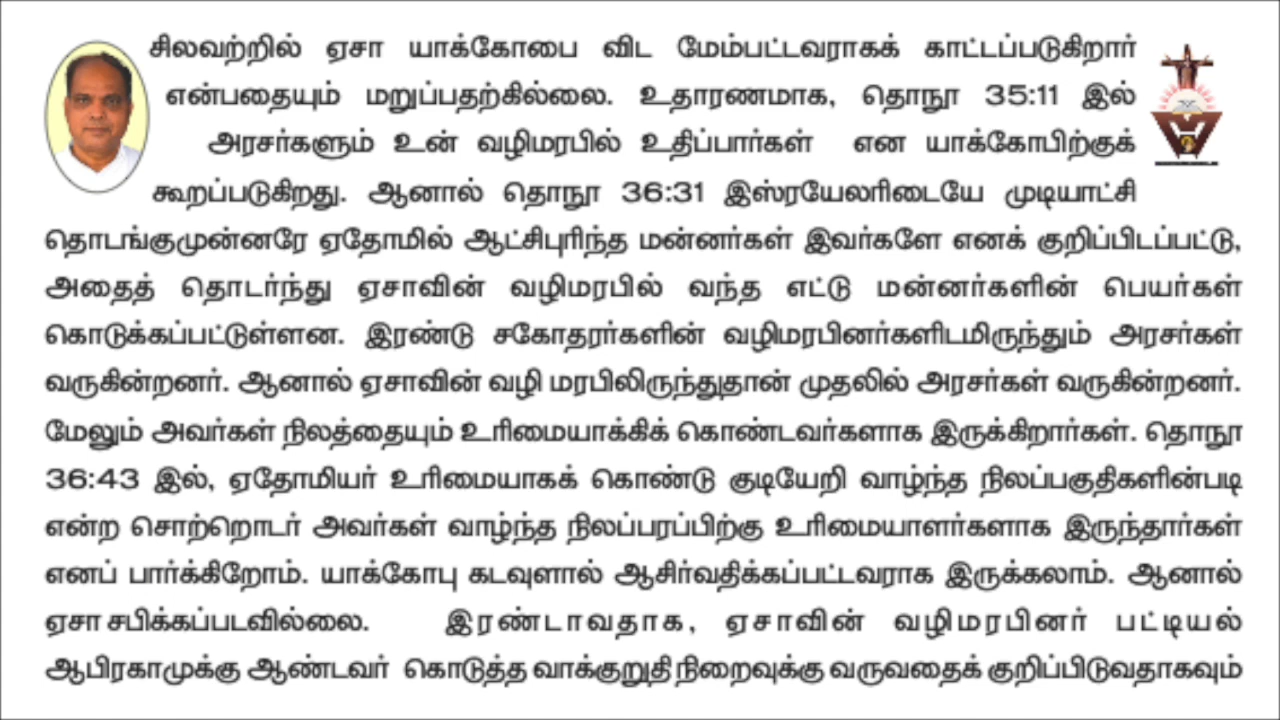 சிலவற்றில் ஏசா யாக்கோபை விட மேம்பட்டவராகக் காட்டப்படுகிறார்
என்பதையும் மறுப்பதற்கில்லை. உதாரணமாக, தொநூ 35:11 இல்
அரசர்களும் உன் வழிமரபில் உதிப்பார்கள் என யாக்கோபிற்குக்
கூறப்படுகிறது. ஆனால் தொநூ 36:31 இஸ்ரயேலரிடையே முடியாட்சி
தொடங்குமுன்னரே ஏதோமில் ஆட்சிபுரிந்த மன்னர்கள் இவர்களே எனக் குறிப்பிடப்பட்டு,
அதைத் தொடர்ந்து ஏசாவின் வழிமரபில் வந்த எட்டு மன்னர்களின் பெயர்கள்
கொடுக்கப்பட்டுள்ளன. இரண்டு சகோதரர்களின் வழிமரபினர்களிடமிருந்தும் அரசர்கள்
வருகின்றனர். ஆனால் ஏசாவின் வழி மரபிலிருந்துதான் முதலில் அரசர்கள் வருகின்றனர்.
மேலும் அவர்கள் நிலத்தையும் உரிமையாக்கிக் கொண்டவர்களாக இருக்கிறார்கள். தொநூ
36:43 இல், ஏதோமியர் உரிமையாகக் கொண்டு குடியேறி வாழ்ந்த நிலப்பகுதிகளின்படி
என்ற சொற்றொடர் அவர்கள் வாழ்ந்த நிலப்பரப்பிற்கு உரிமையாளர்களாக இருந்தார்கள்
எனப் பார்க்கிறோம். யாக்கோபு கடவுளால் ஆசிர்வதிக்கப்பட்டவராக இருக்கலாம். ஆனால்
ஏசா சபிக்கப்படவில்லை. இரண்டாவதாக, ஏசாவின் வழிமரபினர் பட்டியல்
ஆபிரகாமுக்கு ஆண்டவர் கொடுத்த வாக்குறுதி நிறைவுக்கு வருவதைக் குறிப்பிடுவதாகவும்